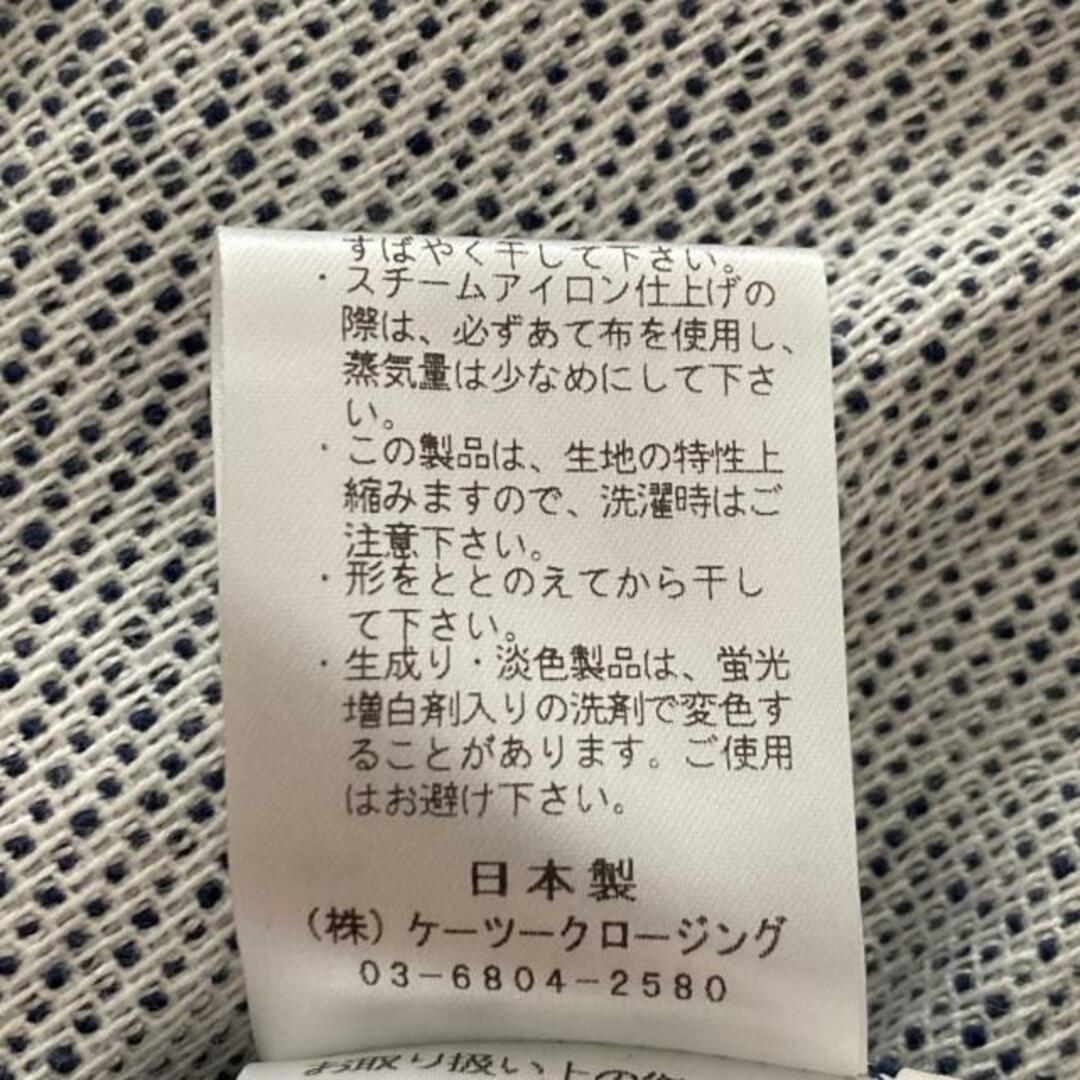 すばやく干して下さい。
・スチームアイロン仕上げの
際は、必ずあて布を使用し、
蒸気量は少なめにして下さ
い。
・この製品は、生地の特性上
縮みますので、洗濯時はご
注意下さい。
・形をととのえてから干し
て下さい。
・生成り・淡色製品は、蛍光
増白剤入りの洗剤で変色す
ることがあります。ご使用
はお避け下さい。
日本製
(株)ケーツークロージング
03-6804-2580
お取り扱い上の